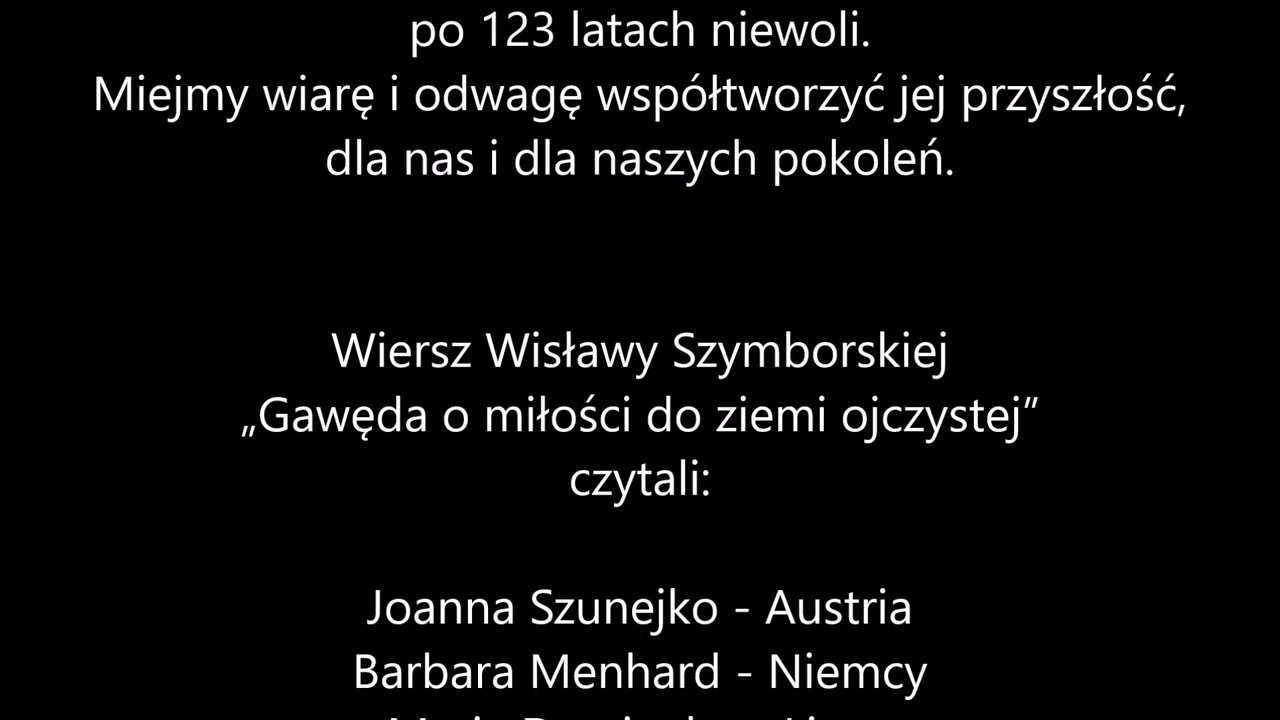 po 123 latach niewoli.
Miejmy wiarę i odwagę współtworzyć jej przyszłość,
dla nas i dla naszych pokoleń.
Wiersz Wisławy Szymborskiej
„Gawęda o miłości do ziemi ojczystej”
czytali:
Joanna Szunejko - Austria
Barbara Menhard - Niemcy